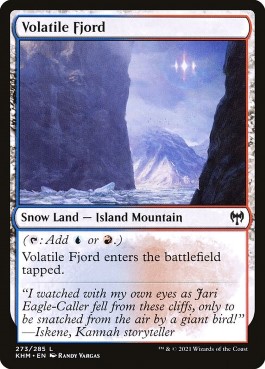 Volatile Fjord
Snow Land — Island Mountain
(: Add or .)
Volatile Fjord enters the battlefield
tapped.
"I watched with my own eyes as Jari
Eagle-Caller fell from these cliffs, only to
be snatched from the air by a giant bird!"
—Iskene, Kannah storyteller
273/285 L
KHM • EN Randy Vargas
™ & © 2021 Wizards of the Coast